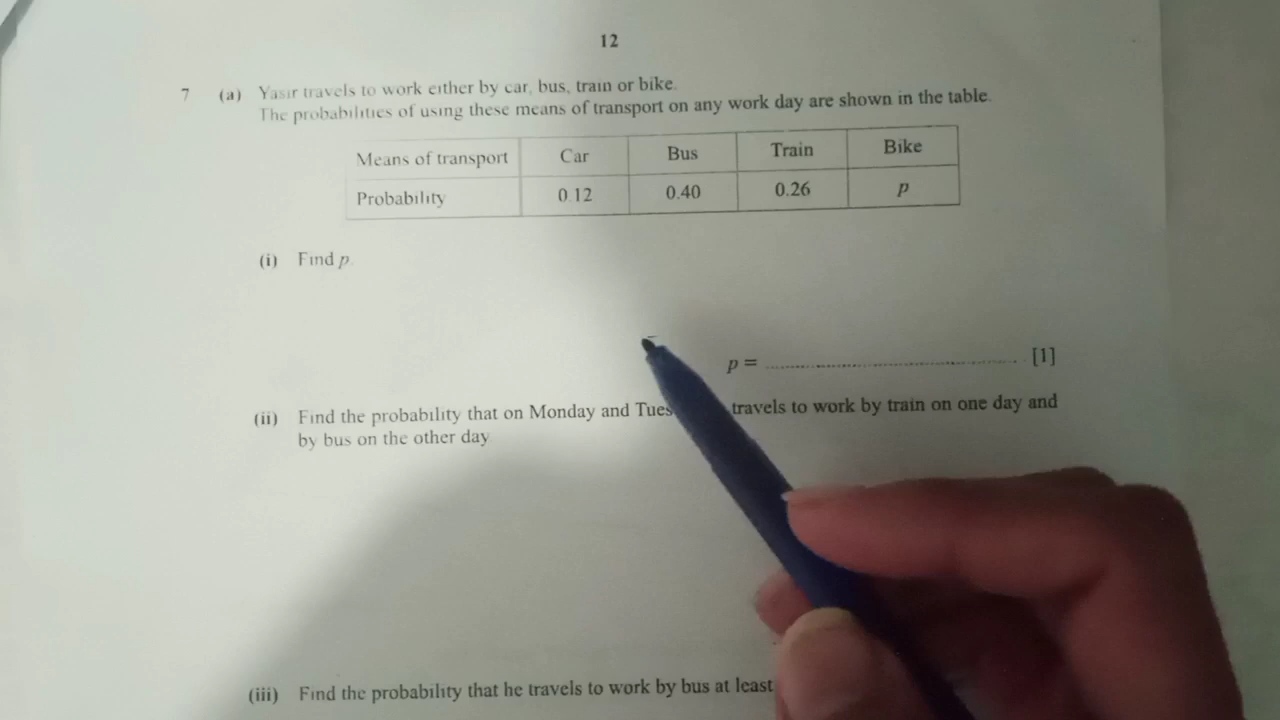 12
7 (a) Yasir travels to work either by car, bus, train or bike.
The probabilities of using these means of transport on any work day are shown in the table.
Means of transport Car Bus Train Bike
Probability 0.12 0.40 0.26 p
(i) Find p.
p = ................................................ [1]
(ii) Find the probability that on Monday and Tues travels to work by train on one day and
by bus on the other day
(iii) Find the probability that he travels to work by bus at least